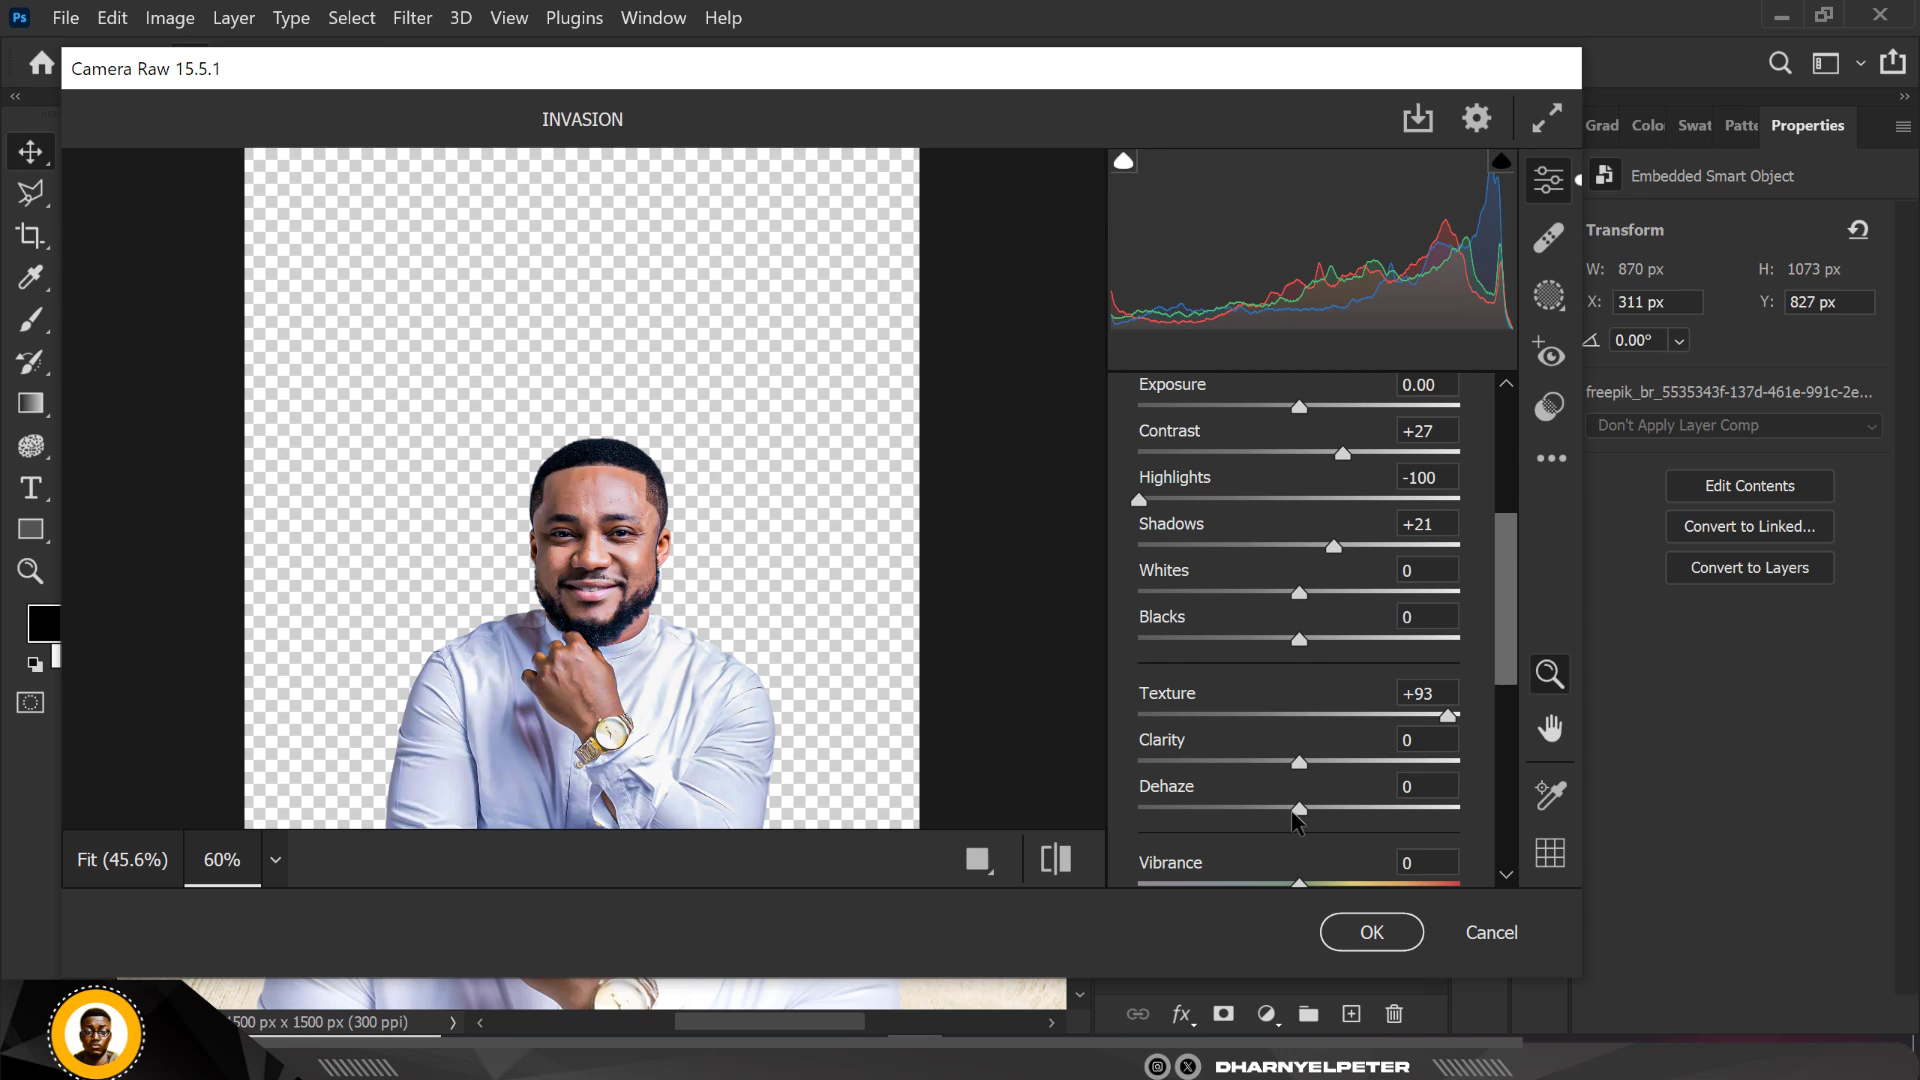 Ps File Edit Image Layer Type Select Filter 3D View Plugins Window Help
Camera Raw 15.5.1
INVASION
Grad Colo Swat Patte Properties
Embedded Smart Object
Transform
W: 870 px H: 1073 px
X: 311 px Y: 827 px
0.00°
freepik_br_5535343f-137d-461e-991c-2e...
Don't Apply Layer Comp
Edit Contents
Convert to Linked...
Convert to Layers
Exposure 0.00
Contrast +27
Highlights -100
Shadows +21
Whites 0
Blacks 0
Texture +93
Clarity 0
Dehaze 0
Vibrance 0
Fit (45.6%) 60%
OK Cancel
1500 px x 1500 px (300 ppi)
fx
DHARNYELPETER